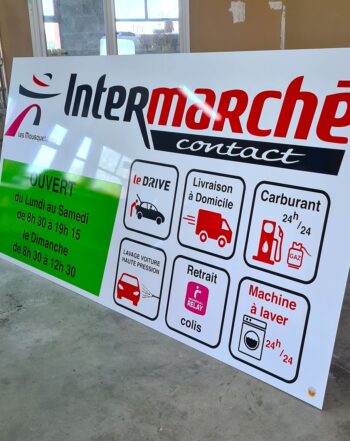 Intermarché
contact
Les Mousquet
OUVERT
du Lundi au Samedi
de 8h 30 à 19h 15
le Dimanche
de 8h 30 à 12h 30
le DRIVE
Livraison
à Domicile
Carburant
24h/24
GAZ
LAVAGE VOITURE
HAUTE PRESSION
Retrait
RELAY
colis
Machine
à laver
24h/24